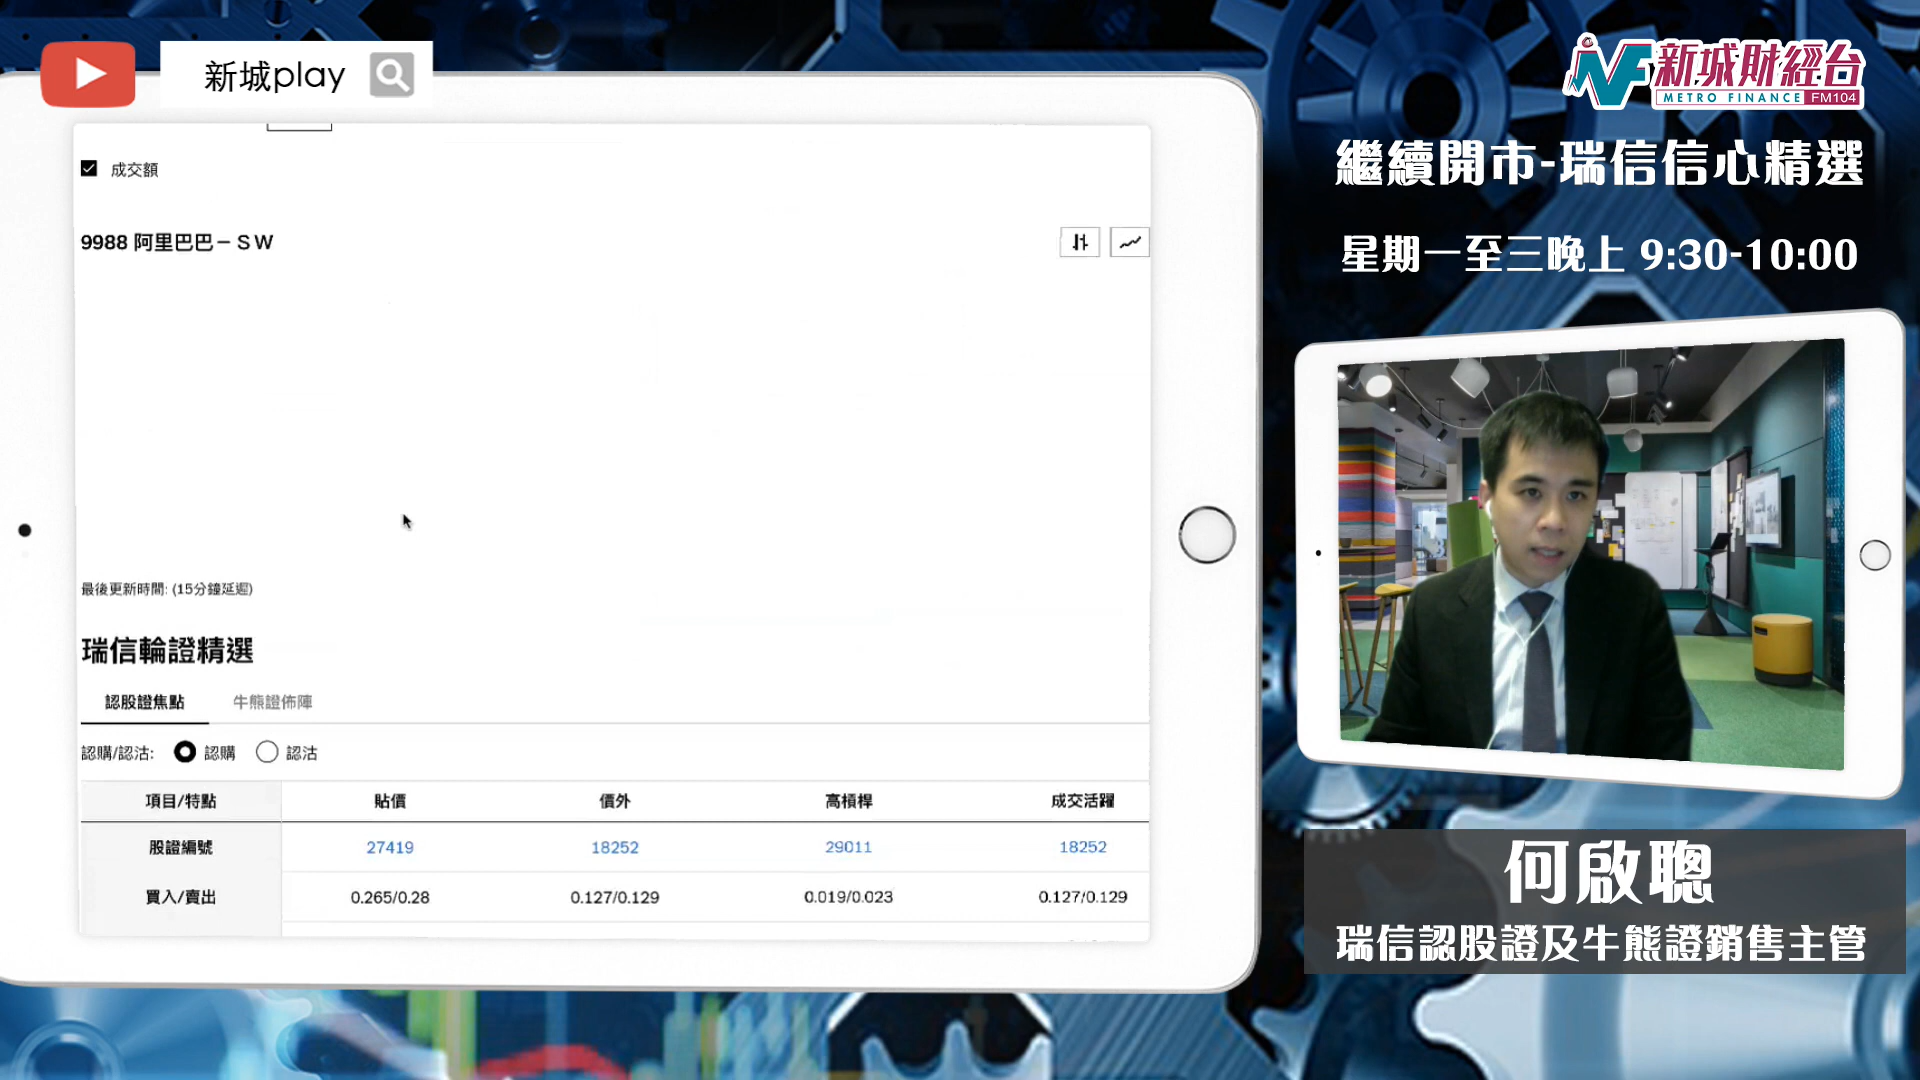 新城play
新城財經台
METRO FINANCE FM104
繼續開市-瑞信信心精選
星期一至三晚上 9:30-10:00
成交額
9988 阿里巴巴－ＳＷ
最後更新時間: (15分鐘延遲)
瑞信輪證精選
認股證焦點 牛熊證佈陣
認購/認沽: 認購 認沽
項目/特點 貼價 價外 高槓桿 成交活躍
股證編號 27419 18252 29011 18252
買入/賣出 0.265/0.28 0.127/0.129 0.019/0.023 0.127/0.129
何啟聰
瑞信認股證及牛熊證銷售主管